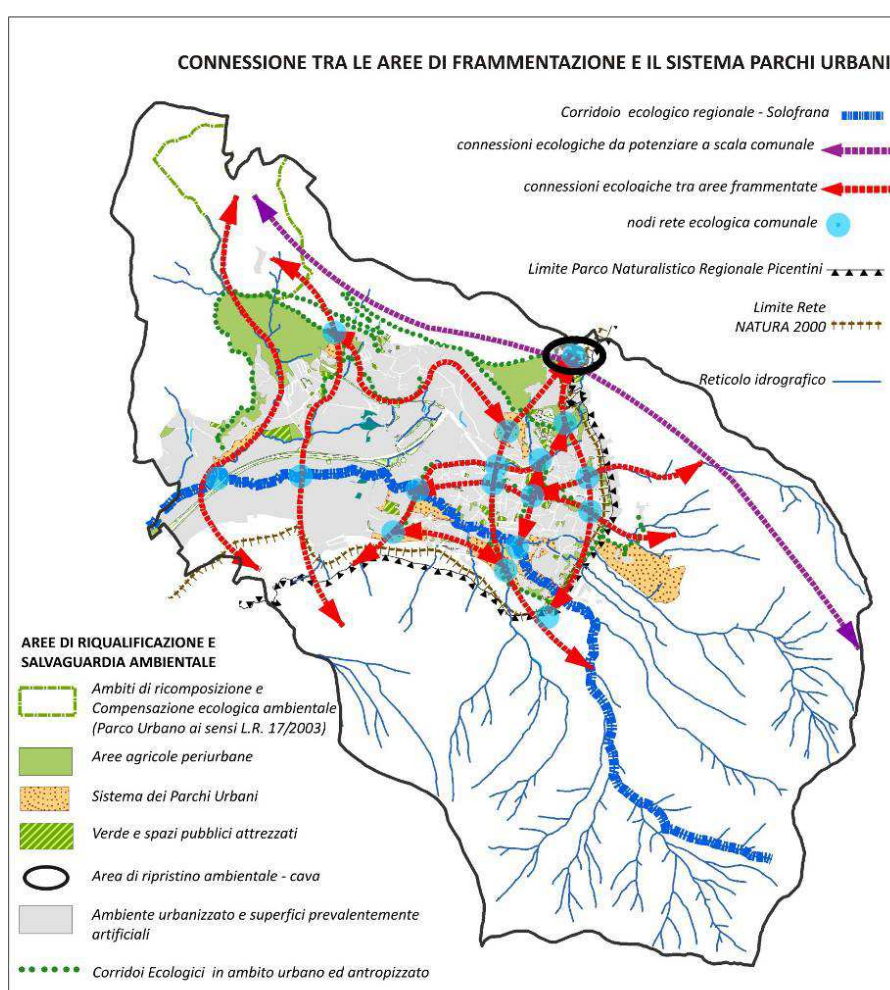 CONNESSIONE TRA LE AREE DI FRAMMENTAZIONE E IL SISTEMA PARCHI URBANI
Corridoio ecologico regionale - Solofrana
connessioni ecologiche da potenziare a scala comunale
connessioni ecologiche tra aree frammentate
nodi rete ecologica comunale
Limite Parco Naturalistico Regionale Picentini
Limite Rete
NATURA 2000
Reticolo idrografico
AREE DI RIQUALIFICAZIONE E
SALVAGUARDIA AMBIENTALE
Ambiti di ricomposizione e
Compensazione ecologica ambientale
(Parco Urbano ai sensi L.R. 17/2003)
Aree agricole periurbane
Sistema dei Parchi Urbani
Verde e spazi pubblici attrezzati
Area di ripristino ambientale - cava
Ambiente urbanizzato e superfici prevalentemente
artificiali
Corridoi Ecologici in ambito urbano ed antropizzato